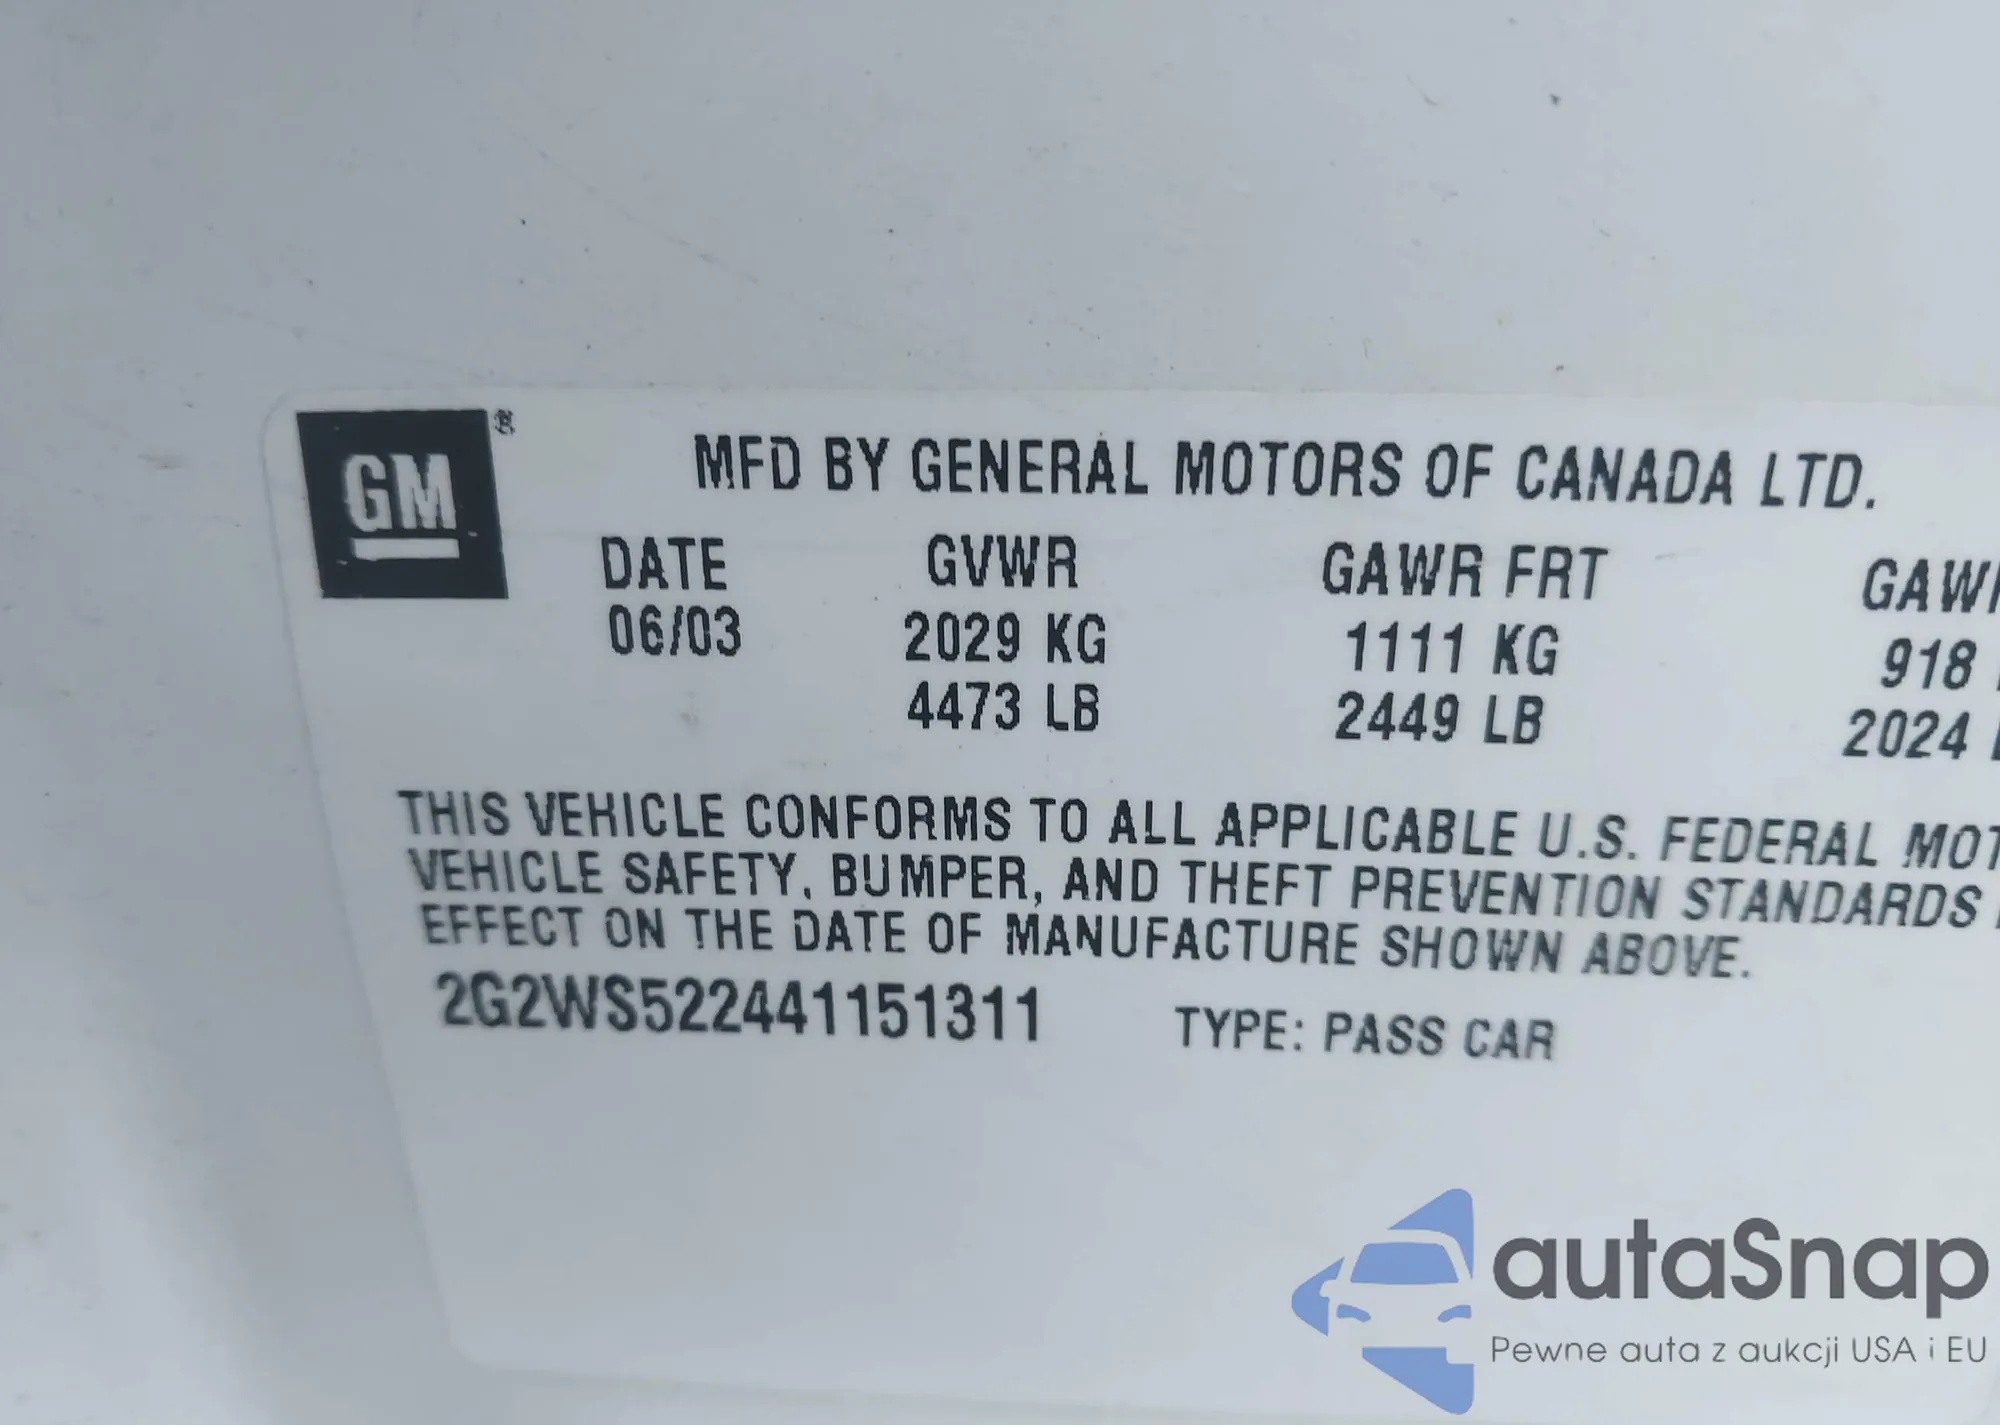 GM®
MFD BY GENERAL MOTORS OF CANADA LTD.
DATE GVWR GAWR FRT GAWR
06/03 2029 KG 1111 KG 918
4473 LB 2449 LB 2024
THIS VEHICLE CONFORMS TO ALL APPLICABLE U.S. FEDERAL MOT
VEHICLE SAFETY, BUMPER, AND THEFT PREVENTION STANDARDS
EFFECT ON THE DATE OF MANUFACTURE SHOWN ABOVE.
2G2WS522441151311 TYPE: PASS CAR
autaSnap
Pewne auta z aukcji USA i EU